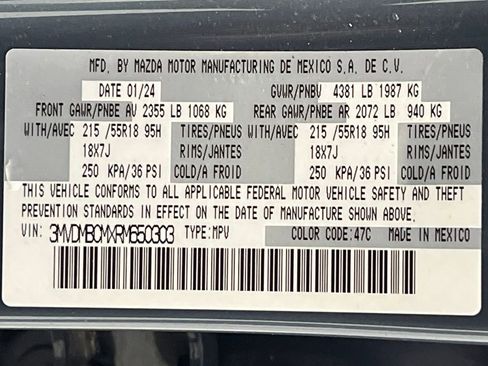 MFD. BY MAZDA MOTOR MANUFACTURING DE MEXICO S.A. DE C.V.
DATE 01/24 GVWR/PNBV 4381 LB 1987 KG
FRONT GAWR/PNBE AV 2355 LB 1068 KG REAR GAWR/PNBE AR 2072 LB 940 KG
WITH/AVEC 215 /55R18 95H TIRES/PNEUS WITH/AVEC 215 /55R18 95H TIRES/PNEUS
18X7J RIMS/JANTES 18X7J RIMS/JANTES
250 KPA/36 PSI COLD/A FROID 250 KPA/36 PSI COLD/A FROID
THIS VEHICLE CONFORMS TO ALL APPLICABLE FEDERAL MOTOR VEHICLE SAFETY AND THEFT
PREVENTION STANDARDS IN EFFECT ON THE DATE OF MANUFACTURE SHOWN ABOVE.
VIN: 3MVDMBCMXRM650303 TYPE:MPV COLOR CODE:47C MADE IN MEXICO